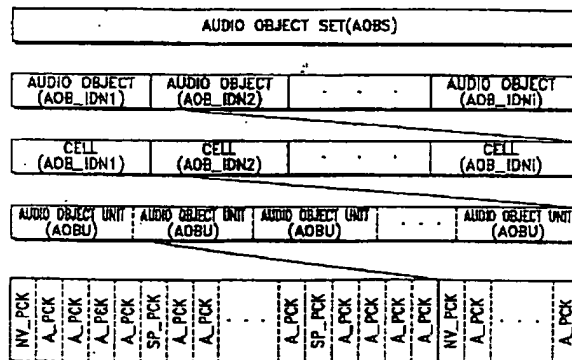 AUDIO OBJECT SET(AOBS)
AUDIO OBJECT (AOB_IDN1) AUDIO OBJECT (AOB_IDN2) . . . AUDIO OBJECT (AOB_IDNi)
CELL (AOB_IDN1) CELL (AOB_IDN2) . . . CELL (AOB_IDNi)
AUDIO OBJECT UNIT (AOBU) AUDIO OBJECT UNIT (AOBU) AUDIO OBJECT UNIT (AOBU) . . . AUDIO OBJECT UNIT (AOBU)
NV_PCK A_PCK A_PCK A_PCK A_PCK SP_PCK A_PCK A_PCK . . . . A_PCK SP_PCK A_PCK A_PCK A_PCK A_PCK NV_PCK A_PCK . . . . A_PCK